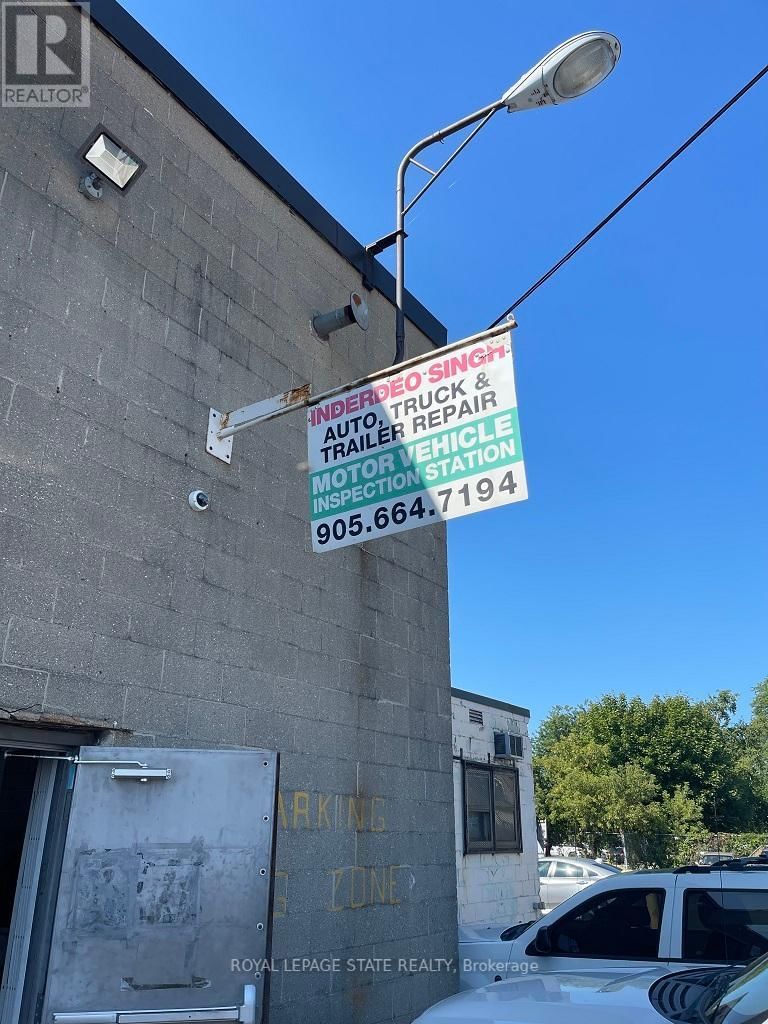 R
REALTOR®
INDERDEO SINGH
AUTO, TRUCK &
TRAILER REPAIR
MOTOR VEHICLE
INSPECTION STATION
905.664.7194
ARKING
G ZONE
ROYAL LEPAGE STATE REALTY, Brokerage